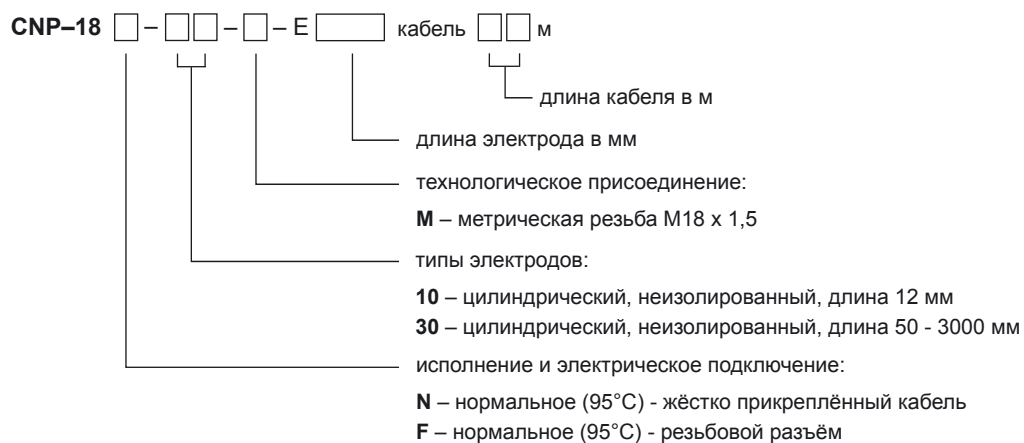 CNP–18 – – – E кабель м
длина кабеля в м
длина электрода в мм
технологическое присоединение:
M – метрическая резьба M18 x 1,5
типы электродов:
10 – цилиндрический, неизолированный, длина 12 мм
30 – цилиндрический, неизолированный, длина 50 - 3000 мм
исполнение и электрическое подключение:
N – нормальное (95°C) - жёстко прикреплённый кабель
F – нормальное (95°C) - резьбовой разъём